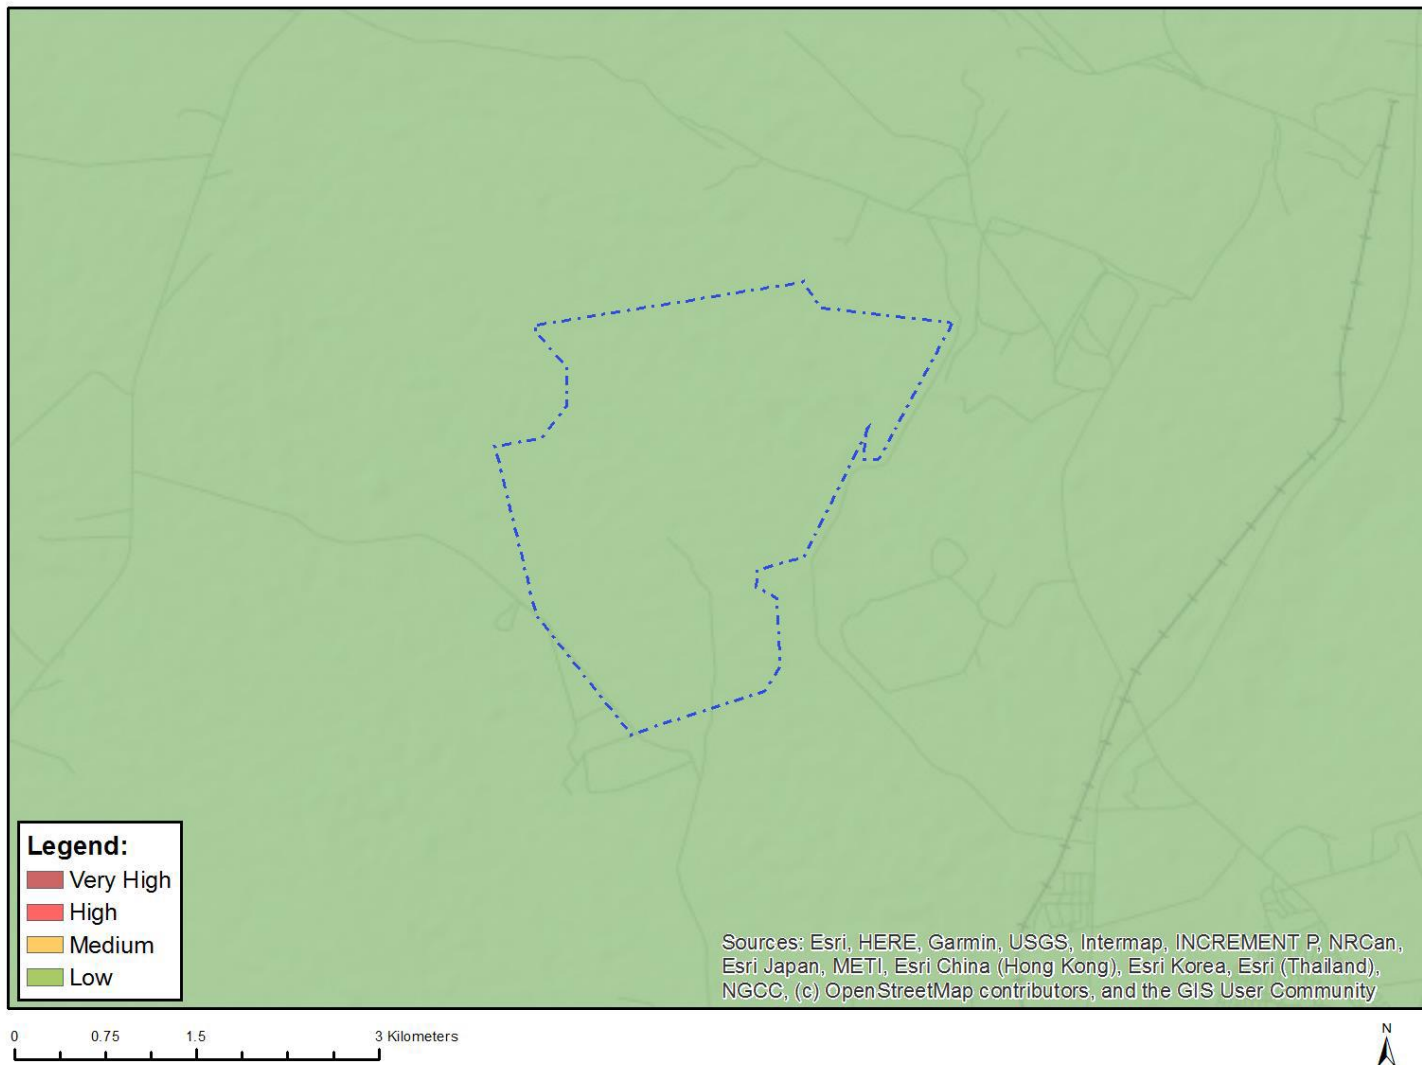 Legend:
Very High
High
Medium
Low
Sources: Esri, HERE, Garmin, USGS, Intermap, INCREMENT P, NRCan,
Esri Japan, METI, Esri China (Hong Kong), Esri Korea, Esri (Thailand),
NGCC, (c) OpenStreetMap contributors, and the GIS User Community
0 0.75 1.5 3 Kilometers
N